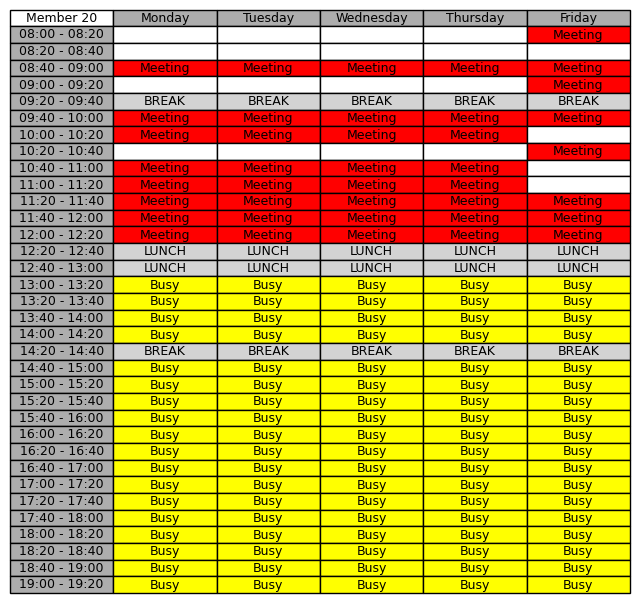 Member 20 Monday Tuesday Wednesday Thursday Friday
08:00 - 08:20 Meeting
08:20 - 08:40
08:40 - 09:00 Meeting Meeting Meeting Meeting Meeting
09:00 - 09:20 Meeting
09:20 - 09:40 BREAK BREAK BREAK BREAK BREAK
09:40 - 10:00 Meeting Meeting Meeting Meeting Meeting
10:00 - 10:20 Meeting Meeting Meeting Meeting
10:20 - 10:40 Meeting
10:40 - 11:00 Meeting Meeting Meeting Meeting
11:00 - 11:20 Meeting Meeting Meeting Meeting
11:20 - 11:40 Meeting Meeting Meeting Meeting Meeting
11:40 - 12:00 Meeting Meeting Meeting Meeting Meeting
12:00 - 12:20 Meeting Meeting Meeting Meeting Meeting
12:20 - 12:40 LUNCH LUNCH LUNCH LUNCH LUNCH
12:40 - 13:00 LUNCH LUNCH LUNCH LUNCH LUNCH
13:00 - 13:20 Busy Busy Busy Busy Busy
13:20 - 13:40 Busy Busy Busy Busy Busy
13:40 - 14:00 Busy Busy Busy Busy Busy
14:00 - 14:20 Busy Busy Busy Busy Busy
14:20 - 14:40 BREAK BREAK BREAK BREAK BREAK
14:40 - 15:00 Busy Busy Busy Busy Busy
15:00 - 15:20 Busy Busy Busy Busy Busy
15:20 - 15:40 Busy Busy Busy Busy Busy
15:40 - 16:00 Busy Busy Busy Busy Busy
16:00 - 16:20 Busy Busy Busy Busy Busy
16:20 - 16:40 Busy Busy Busy Busy Busy
16:40 - 17:00 Busy Busy Busy Busy Busy
17:00 - 17:20 Busy Busy Busy Busy Busy
17:20 - 17:40 Busy Busy Busy Busy Busy
17:40 - 18:00 Busy Busy Busy Busy Busy
18:00 - 18:20 Busy Busy Busy Busy Busy
18:20 - 18:40 Busy Busy Busy Busy Busy
18:40 - 19:00 Busy Busy Busy Busy Busy
19:00 - 19:20 Busy Busy Busy Busy Busy